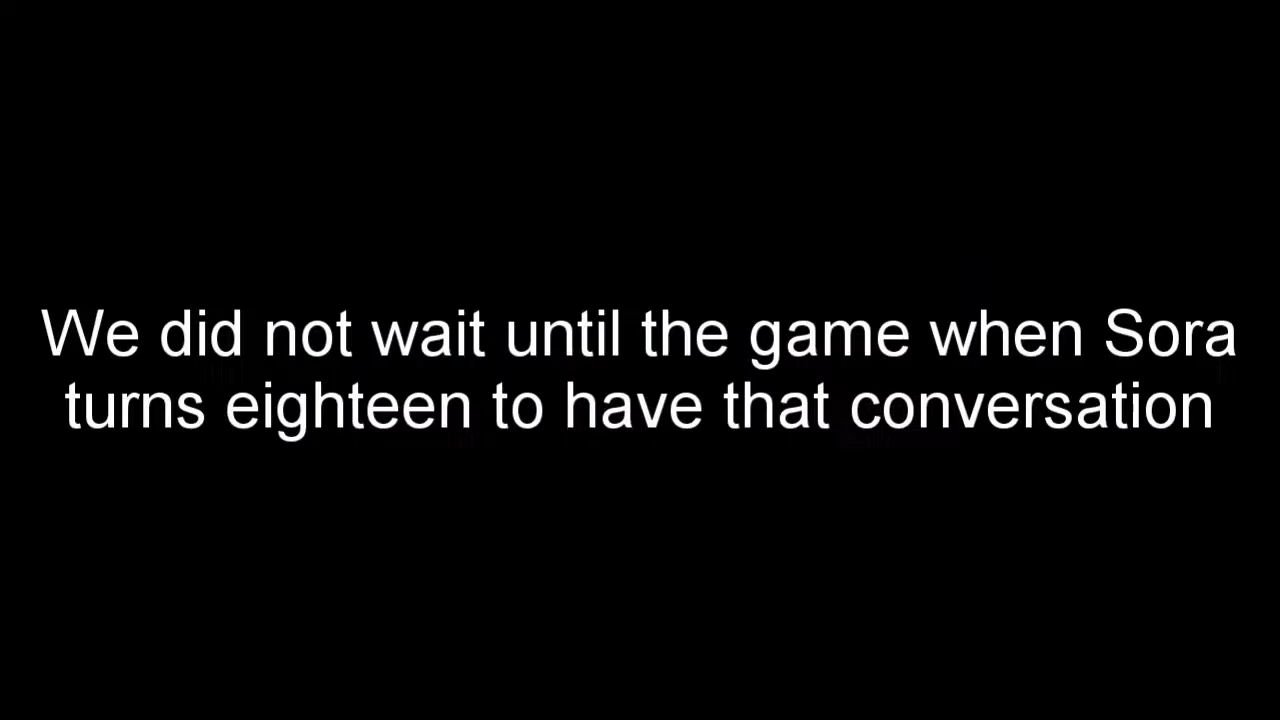 We did not wait until the game when Sora
turns eighteen to have that conversation